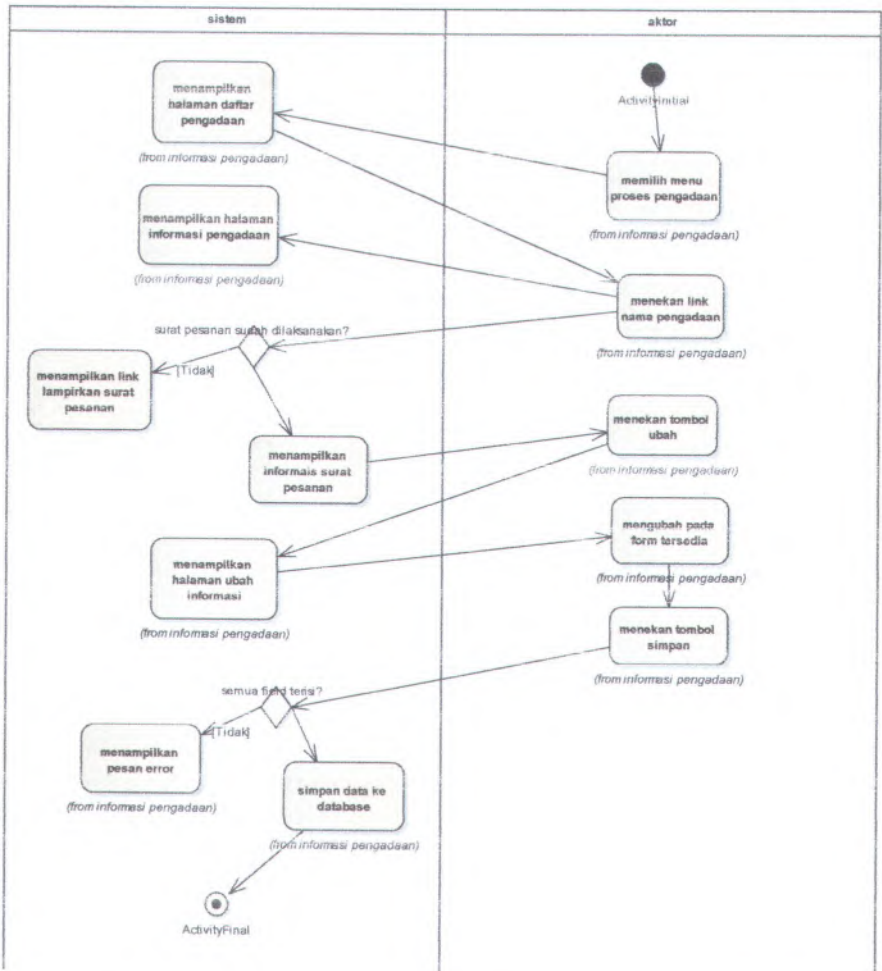 sistem
aktor
menampilkan
halaman daftar
pengadaan
(from informasi pengadaan)
ActivityInitial
memilih menu
proses pengadaan
(from informasi pengadaan)
menampilkan halaman
informasi pengadaan
(from informasi pengadaan)
menekan link
nama pengadaan
(from informasi pengadaan)
surat pesanan sudah dilaksanakan?
[Tidak]
menampilkan link
lampirkan surat
pesanan
menampilkan
informais surat
pesanan
menekan tombol
ubah
(from informasi pengadaan)
menampilkan
halaman ubah
informasi
(from informasi pengadaan)
mengubah pada
form tersedia
(from informasi pengadaan)
menekan tombol
simpan
(from informasi pengadaan)
semua field terisi?
[Tidak]
menampilkan
pesan error
(from informasi pengadaan)
simpan data ke
database
(from informasi pengadaan)
ActivityFinal